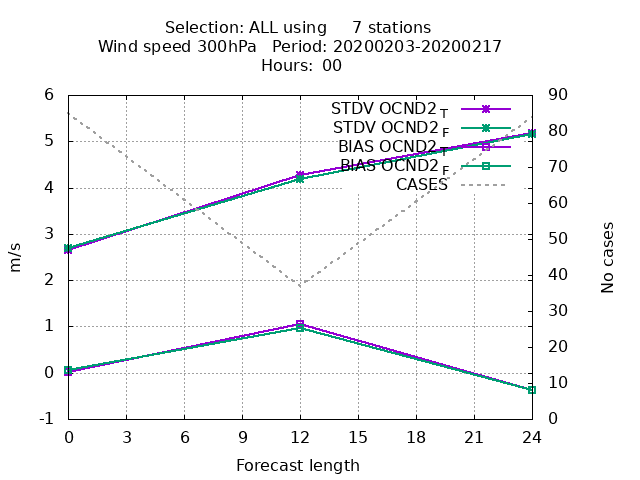 Selection: ALL using 7 stations
Wind speed 300hPa Period: 20200203-20200217
Hours: 00
STDV OCND2_T
STDV OCND2_F
BIAS OCND2_T
BIAS OCND2_F
CASES
6
5
4
3
2
1
0
-1
m/s
90
80
70
60
50
40
30
20
10
0
No cases
0 3 6 9 12 15 18 21 24
Forecast length